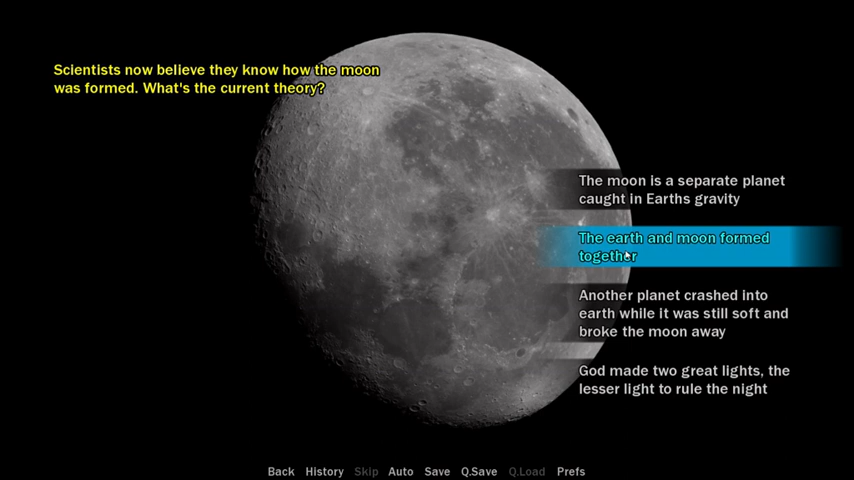 Scientists now believe they know how the moon
was formed. What's the current theory?
The moon is a separate planet
caught in Earths gravity
The earth and moon formed
together
Another planet crashed into
earth while it was still soft and
broke the moon away
God made two great lights, the
lesser light to rule the night
Back History Skip Auto Save Q.Save Q.Load Prefs